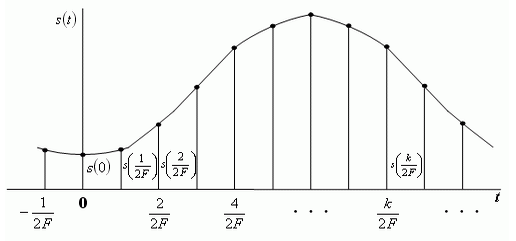 s(t)
s(0) s(1/2F) s(2/2F) s(k/2F)
t
-1/2F 0 2/2F 4/2F . . . k/2F . . .